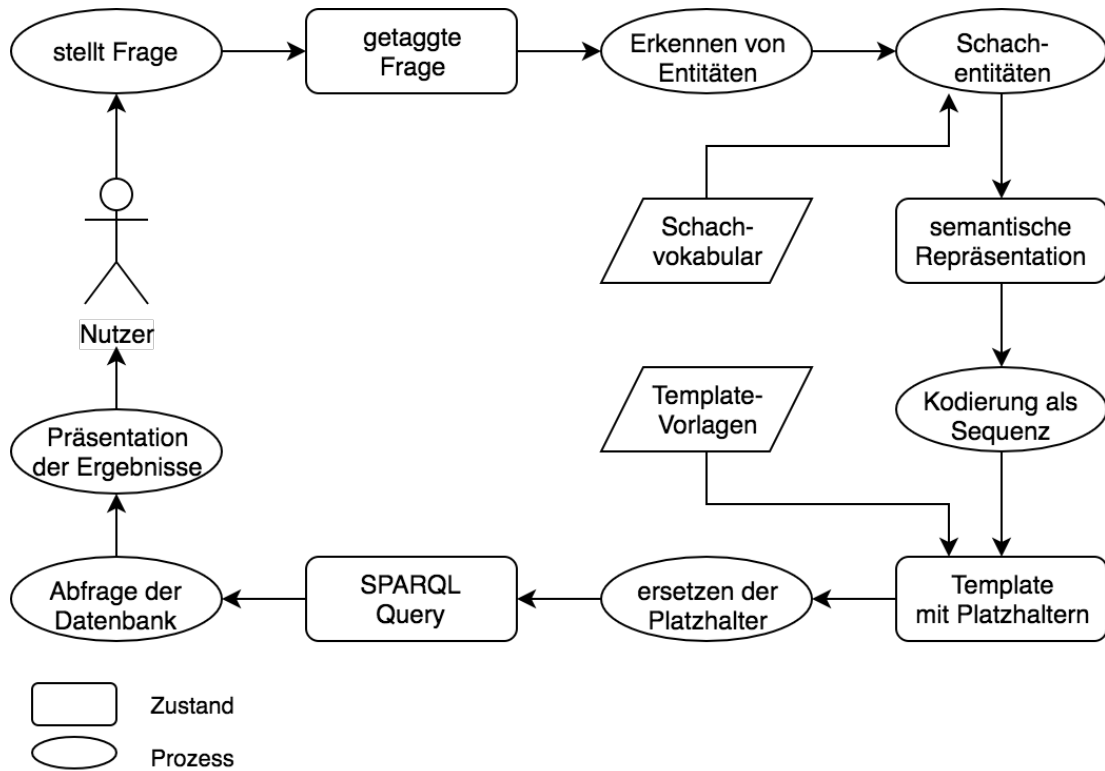 stellt Frage
getaggte
Frage
Erkennen von
Entitäten
Schach-
entitäten
Schach-
vokabular
semantische
Repräsentation
Nutzer
Template-
Vorlagen
Kodierung als
Sequenz
Präsentation
der Ergebnisse
Abfrage der
Datenbank
SPARQL
Query
ersetzen der
Platzhalter
Template
mit Platzhaltern
Zustand
Prozess